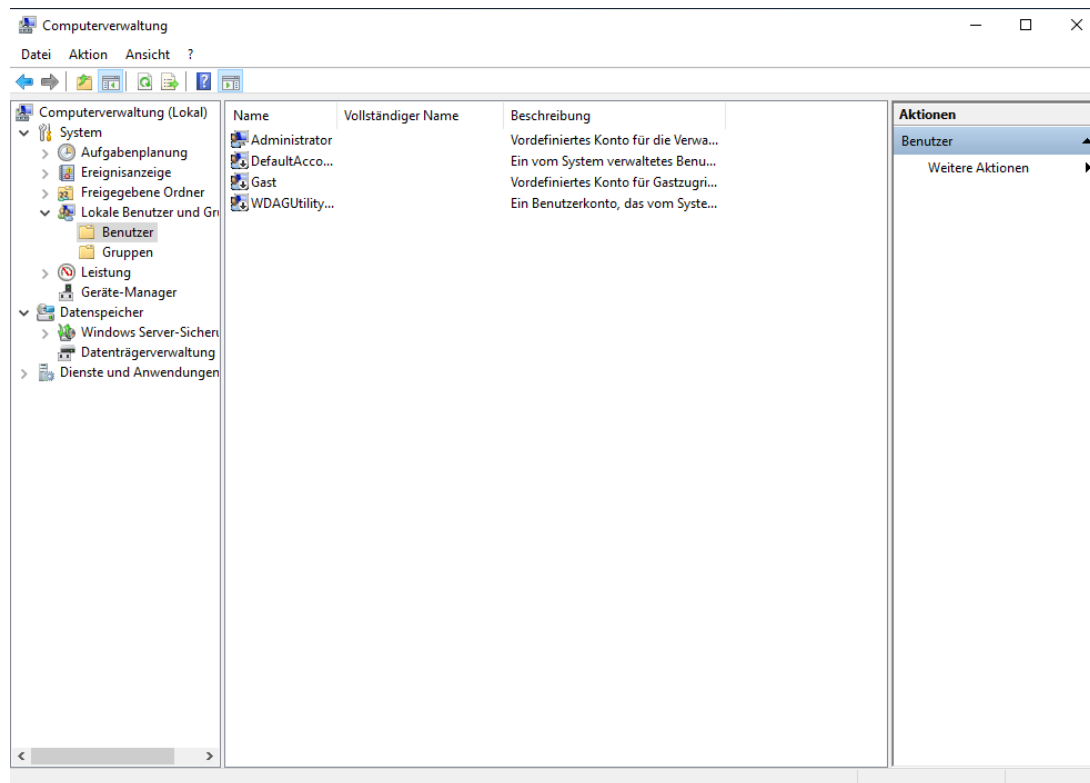 Computerverwaltung
Datei Aktion Ansicht ?
Computerverwaltung (Lokal)
System
Aufgabenplanung
Ereignisanzeige
Freigegebene Ordner
Lokale Benutzer und Gru
Benutzer
Gruppen
Leistung
Geräte-Manager
Datenspeicher
Windows Server-Sicheru
Datenträgerverwaltung
Dienste und Anwendungen
Name Vollständiger Name Beschreibung
Administrator Vordefiniertes Konto für die Verwa...
DefaultAcco... Ein vom System verwaltetes Benu...
Gast Vordefiniertes Konto für Gastzugri...
WDAGUtility... Ein Benutzerkonto, das vom Syste...
Aktionen
Benutzer
Weitere Aktionen